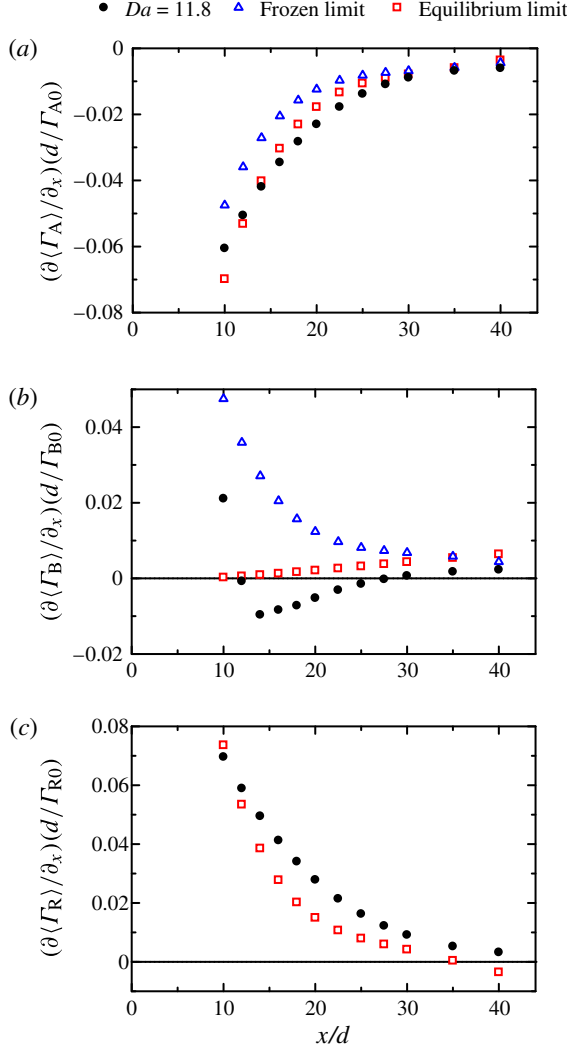 Da = 11.8 Frozen limit Equilibrium limit
(a)
0
−0.02
−0.04
−0.06
−0.08
(∂⟨Γ_A⟩/∂_x)(d/Γ_A0)
0 10 20 30 40
(b)
0.04
0.02
0
−0.02
(∂⟨Γ_B⟩/∂_x)(d/Γ_B0)
0 10 20 30 40
(c)
0.08
0.06
0.04
0.02
0
(∂⟨Γ_R⟩/∂_x)(d/Γ_R0)
0 10 20 30 40
x/d